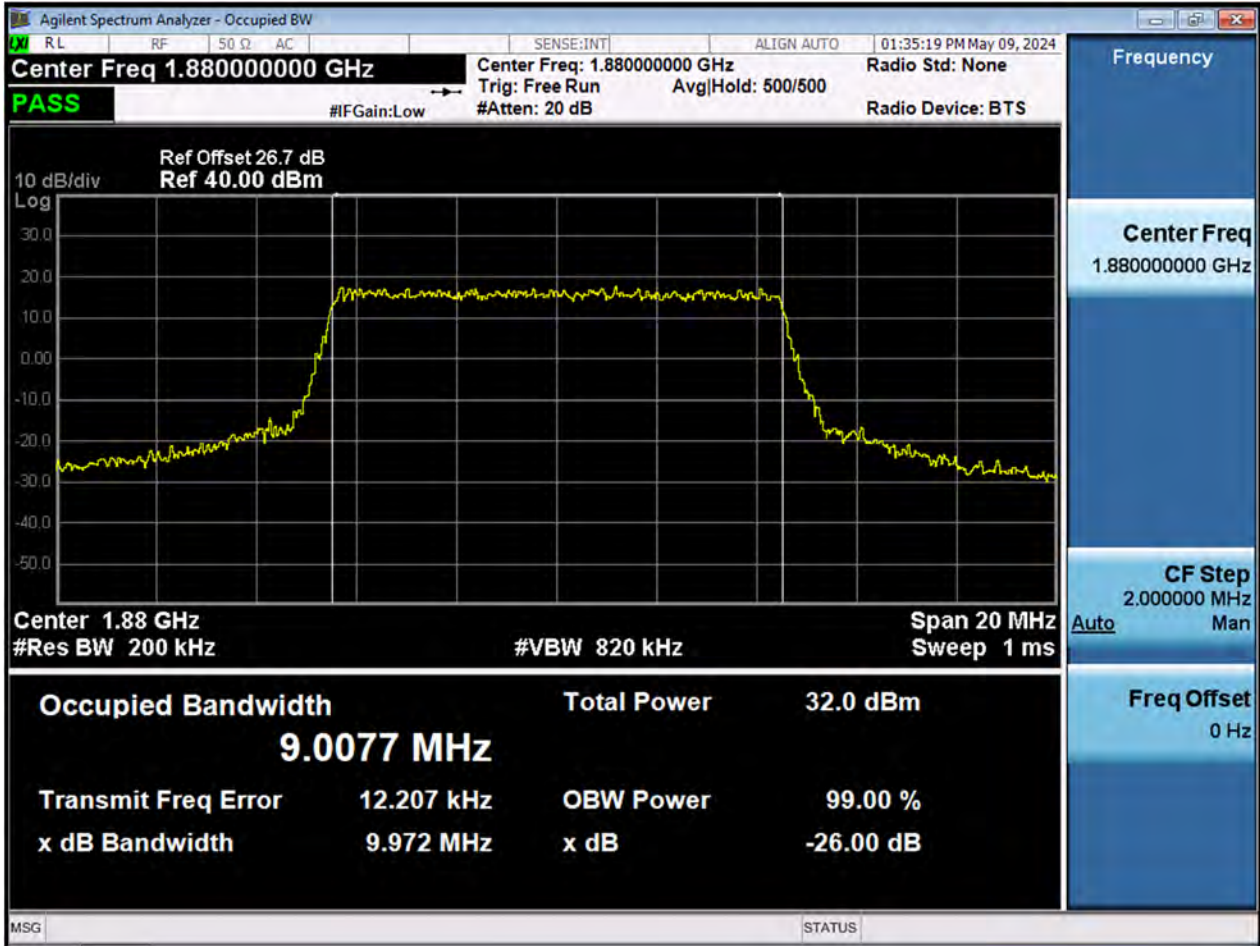 Agilent Spectrum Analyzer - Occupied BW
LXI RL RF 50 Ω AC SENSE:INT ALIGN AUTO 01:35:19 PM May 09, 2024
Center Freq 1.880000000 GHz
Center Freq: 1.880000000 GHz
Radio Std: None
Trig: Free Run
Avg|Hold: 500/500
PASS
#IFGain:Low
#Atten: 20 dB
Radio Device: BTS
Ref Offset 26.7 dB
10 dB/div
Ref 40.00 dBm
Log
30.0
20.0
10.0
0.00
-10.0
-20.0
-30.0
-40.0
-50.0
Center 1.88 GHz
Span 20 MHz
#Res BW 200 kHz
#VBW 820 kHz
Sweep 1 ms
Occupied Bandwidth
Total Power 32.0 dBm
9.0077 MHz
Transmit Freq Error 12.207 kHz
OBW Power 99.00 %
x dB Bandwidth 9.972 MHz
x dB -26.00 dB
MSG
STATUS
Frequency
Center Freq
1.880000000 GHz
CF Step
2.000000 MHz
Auto Man
Freq Offset
0 Hz